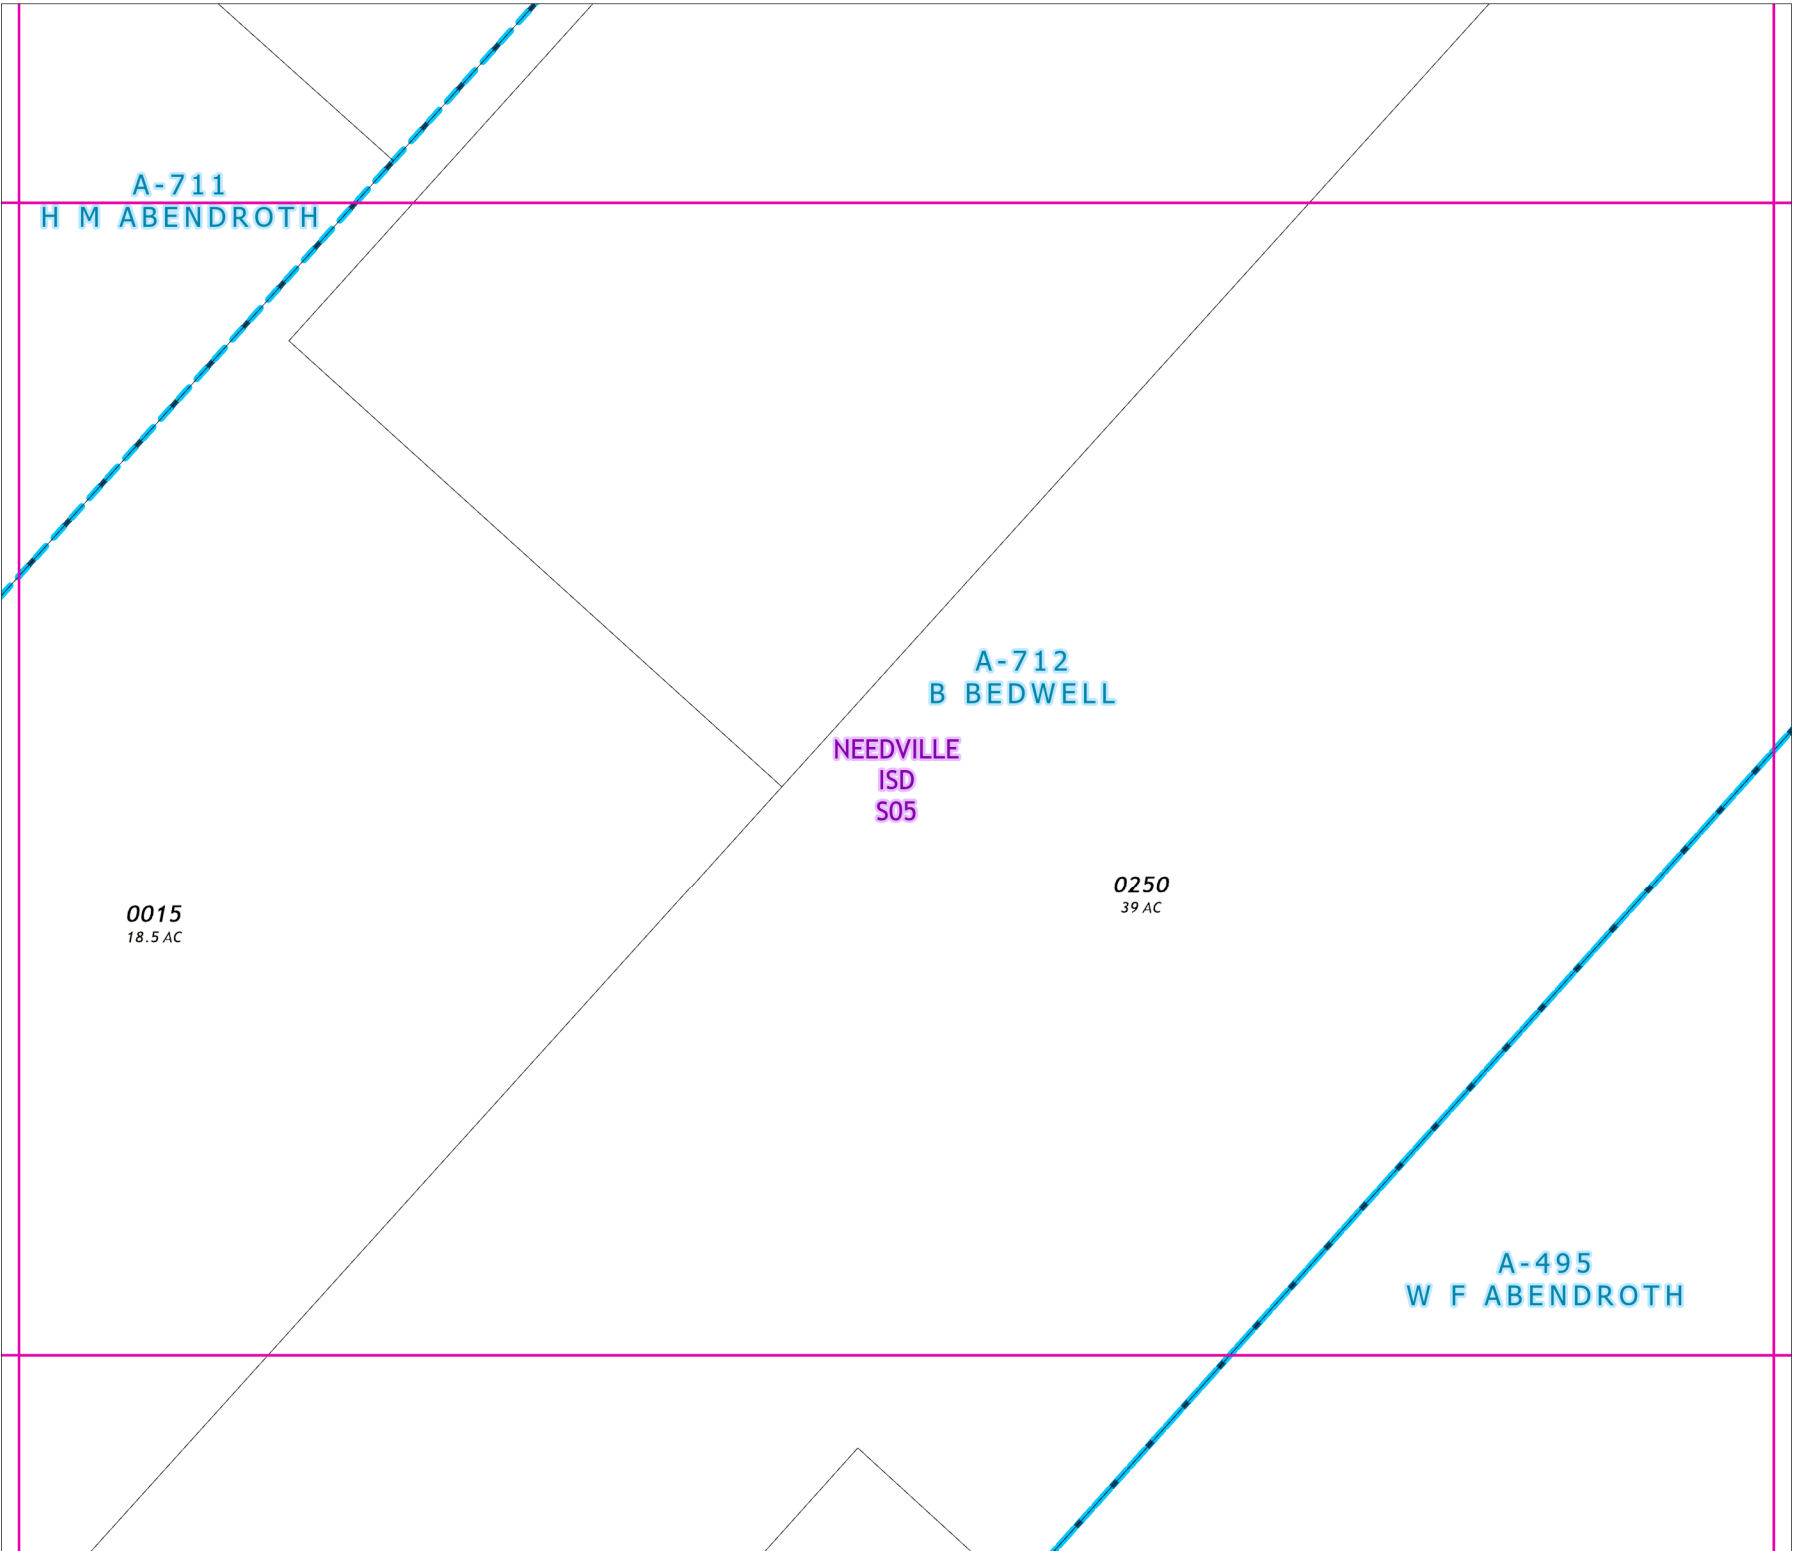 A-711
H M ABENDROTH
A-712
B BEDWELL
NEEDVILLE
ISD
S05
0250
39 AC
0015
18.5 AC
A-495
W F ABENDROTH